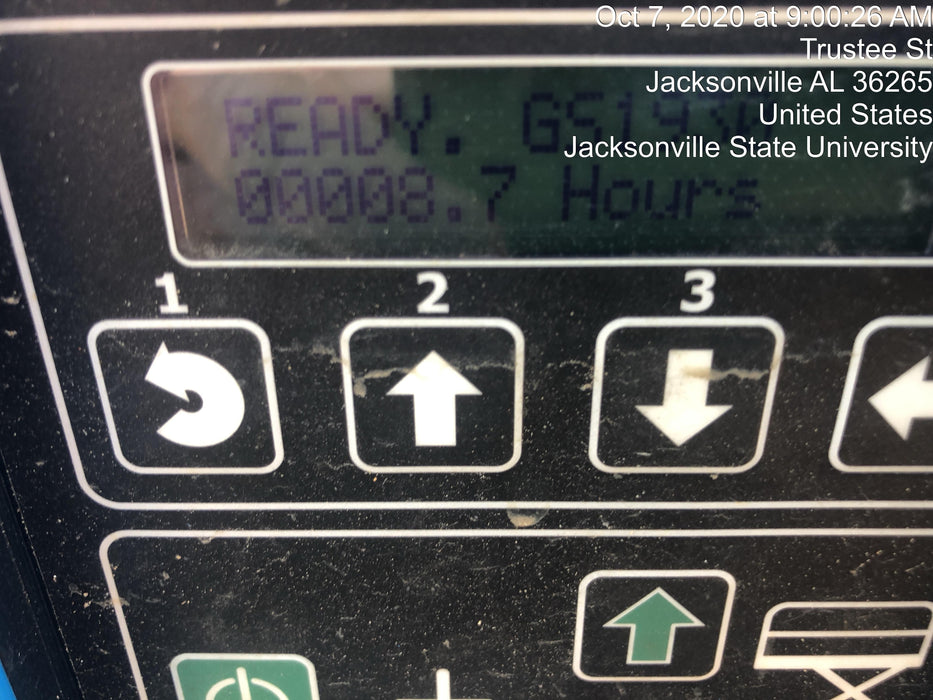 Oct 7, 2020 at 9:00:26 AM
Trustee St
Jacksonville AL 36265
United States
Jacksonville State University
READY.
00008.7 Hours
1 2 3